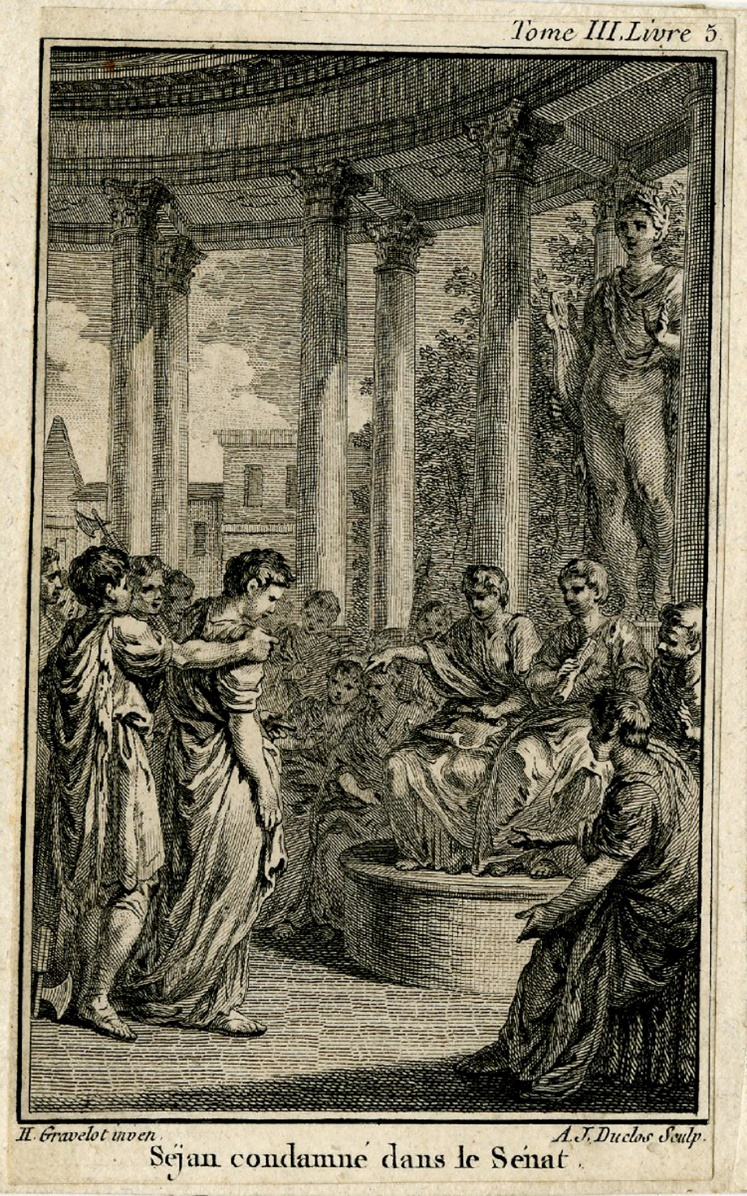 Tome III. Livre 5
H. Gravelot inven.
A. J. Duclos Sculp.
Séjan condamné dans le Sénat.